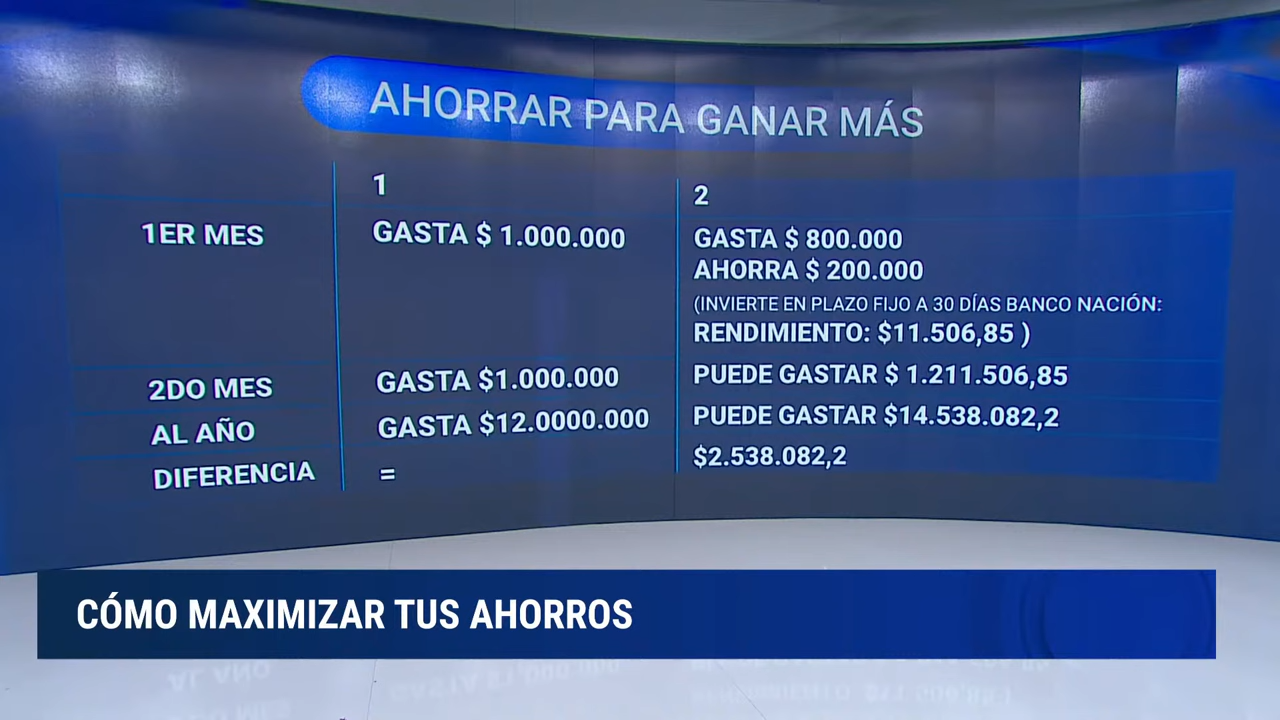 AHORRAR PARA GANAR MÁS
1
2
1ER MES
GASTA $ 1.000.000
GASTA $ 800.000
AHORRA $ 200.000
(INVIERTE EN PLAZO FIJO A 30 DÍAS BANCO NACIÓN:
RENDIMIENTO: $11.506,85 )
2DO MES
GASTA $1.000.000
PUEDE GASTAR $ 1.211.506,85
AL AÑO
GASTA $12.0000.000
PUEDE GASTAR $14.538.082,2
DIFERENCIA
=
$2.538.082,2
CÓMO MAXIMIZAR TUS AHORROS